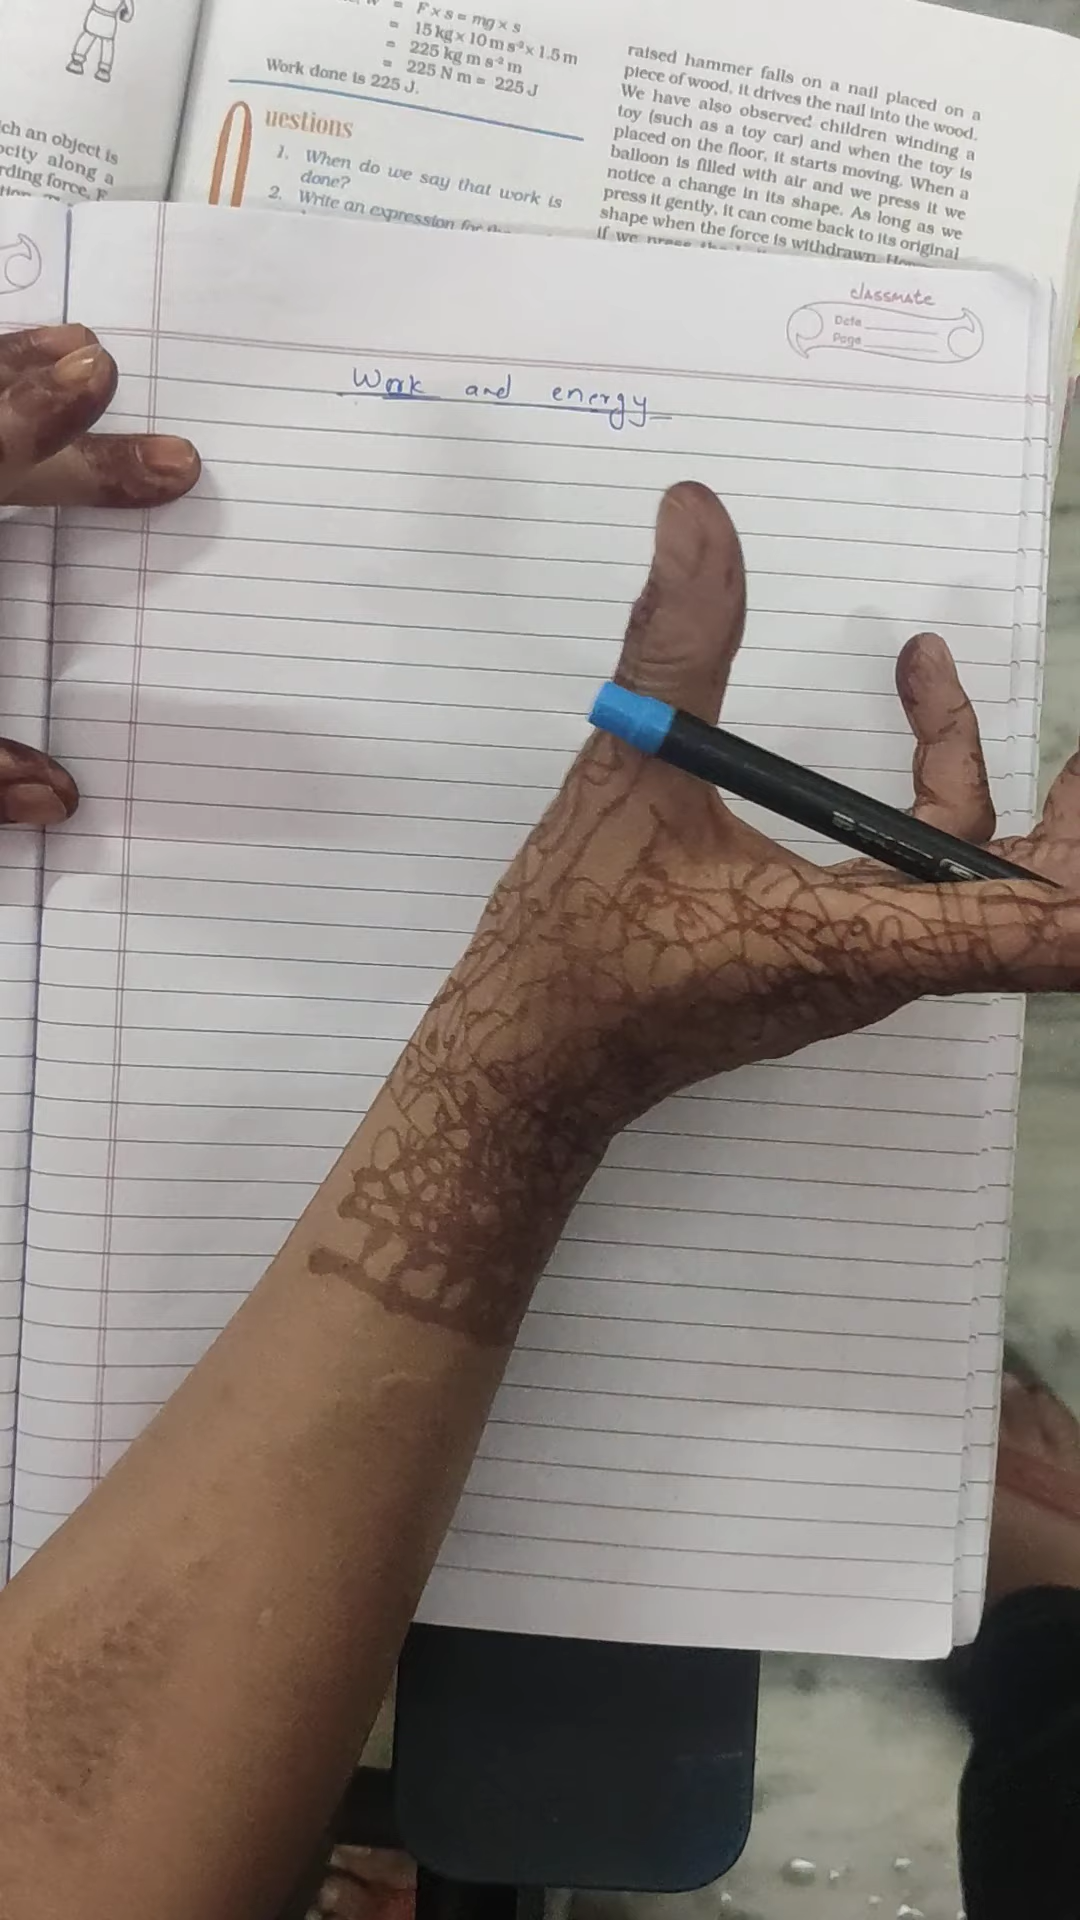 = F × s = mg × s
= 15 kg × 10 m s⁻² × 1.5 m
= 225 kg m s⁻² m
= 225 N m = 225 J
Work done is 225 J.
uestions
1. When do we say that work is
done?
2. Write an expression for the
ch an object is
ocity along a
rding force, F
raised hammer falls on a nail placed on a
piece of wood, it drives the nail into the wood.
We have also observed children winding a
toy (such as a toy car) and when the toy is
placed on the floor, it starts moving. When a
balloon is filled with air and we press it we
notice a change in its shape. As long as we
press it gently, it can come back to its original
shape when the force is withdrawn.
if we press the
classmate
Date
Page
Work and energy